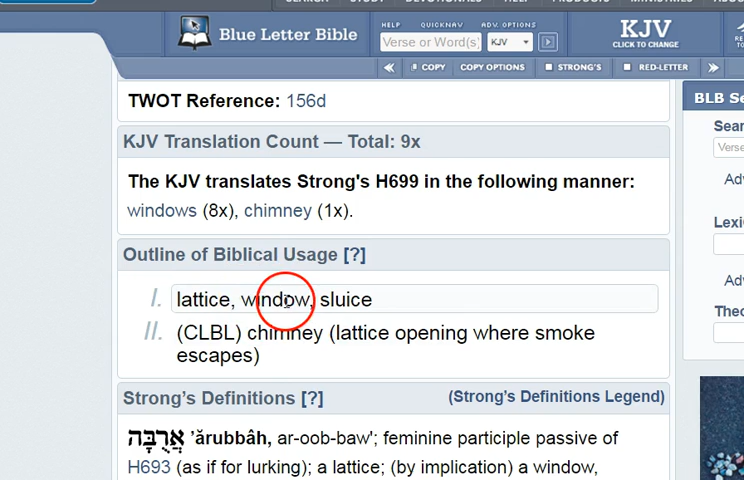 HELP QUICKNAV ADV. OPTIONS
Blue Letter Bible Verse or Word(s) KJV KJV
CLICK TO CHANGE
COPY COPY OPTIONS STRONG'S RED-LETTER
TWOT Reference: 156d
BLB Se
KJV Translation Count — Total: 9x
Sear
Verse
The KJV translates Strong's H699 in the following manner:
Adv
windows (8x), chimney (1x).
Lexi
Outline of Biblical Usage [?]
Adv
I. lattice, window, sluice
Theo
II. (CLBL) chimney (lattice opening where smoke
escapes)
Strong's Definitions [?] (Strong's Definitions Legend)
אֲרֻבָּה ʼărubbâh, ar-oob-baw'; feminine participle passive of
H693 (as if for lurking); a lattice; (by implication) a window,